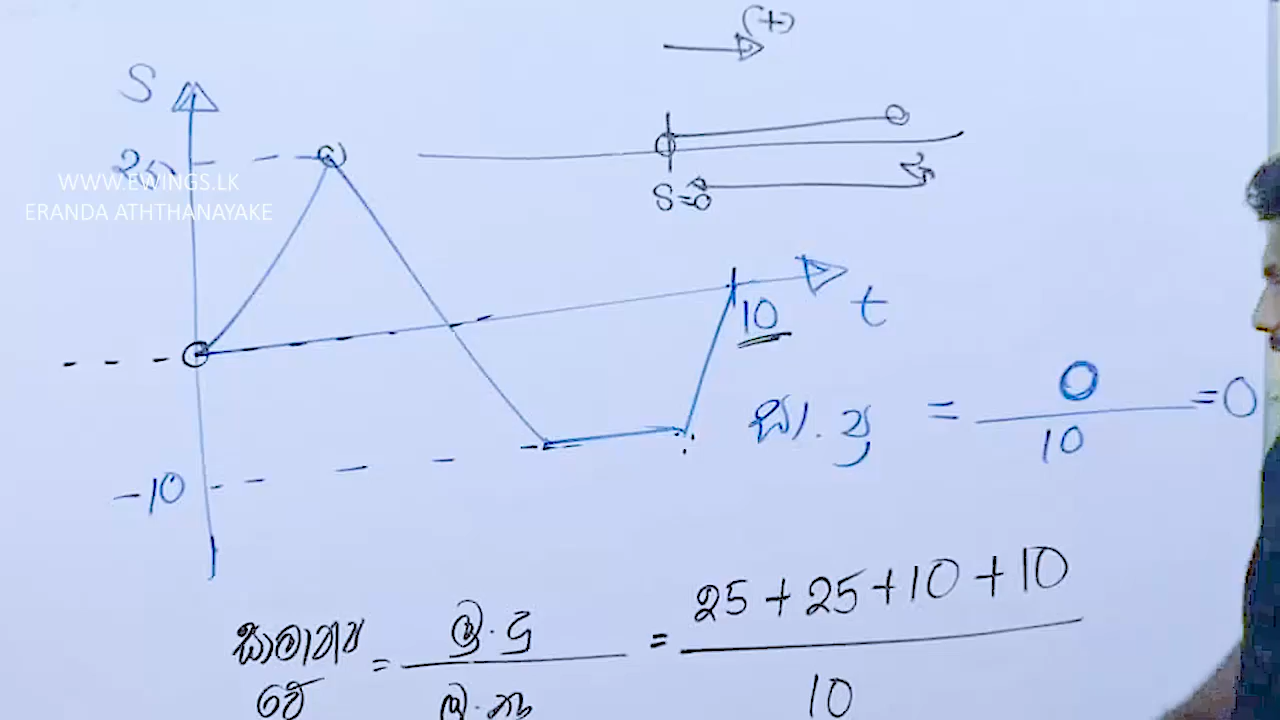 (+)
S
25
WWW.EWINGS.LK
ERANDA ATHTHANAYAKE
S=0
10
t
සා.ප්‍ර = 0/10 = 0
-10
සාමාන්‍ය වේ = මු.දු/මු.කා = 25+25+10+10/10